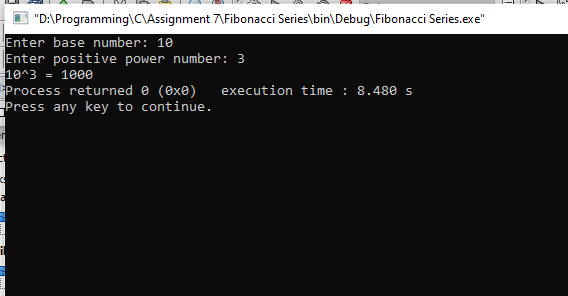 "D:\Programming\C\Assignment 7\Fibonacci Series\bin\Debug\Fibonacci Series.exe"
Enter base number: 10
Enter positive power number: 3
10^3 = 1000
Process returned 0 (0x0)   execution time : 8.480 s
Press any key to continue.